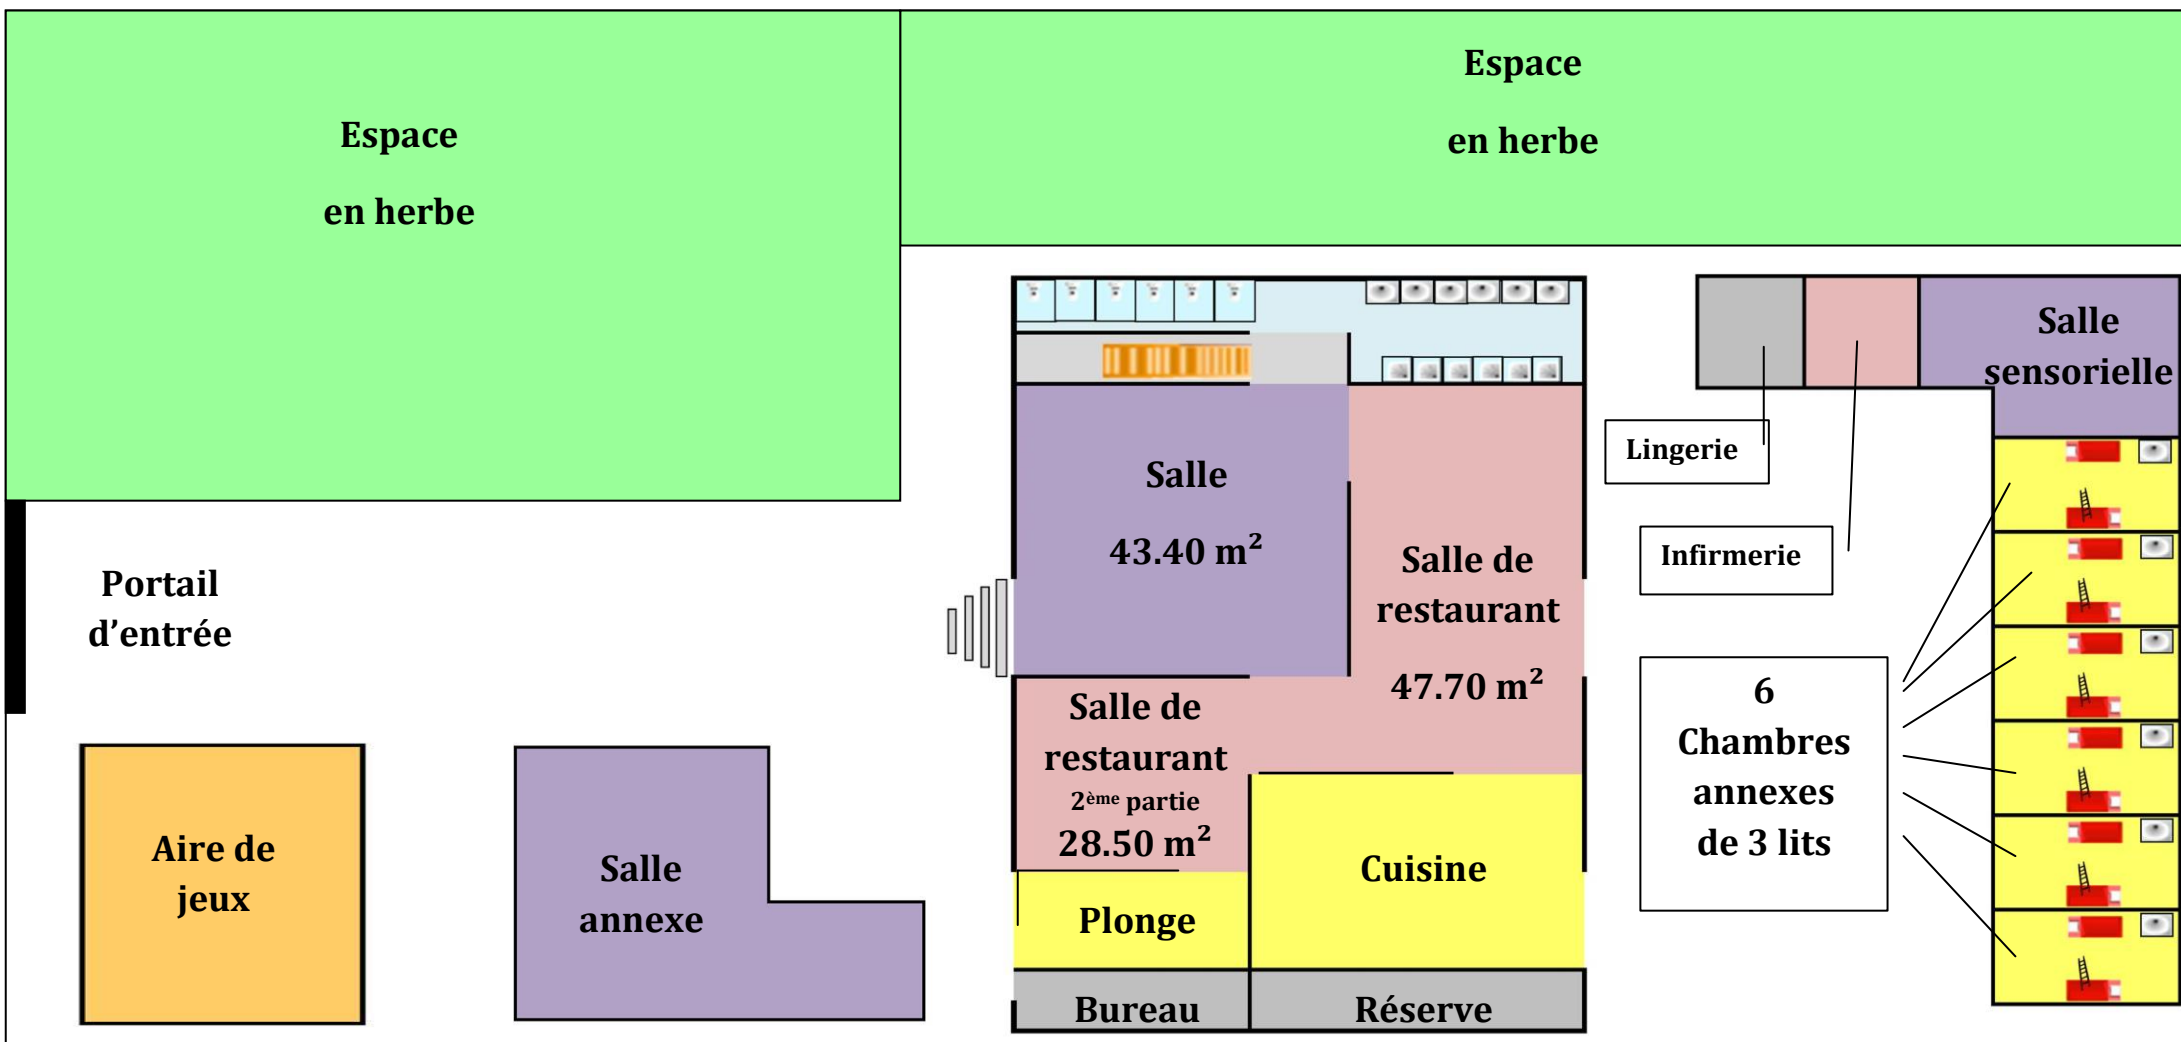 Espace
en herbe
Espace
en herbe
Portail
d’entrée
Aire de
jeux
Salle
annexe
Salle
43.40 m²
Salle de
restaurant
47.70 m²
Salle de
restaurant
2ème partie
28.50 m²
Plonge
Cuisine
Bureau
Réserve
Lingerie
Infirmerie
Salle
sensorielle
6
Chambres
annexes
de 3 lits